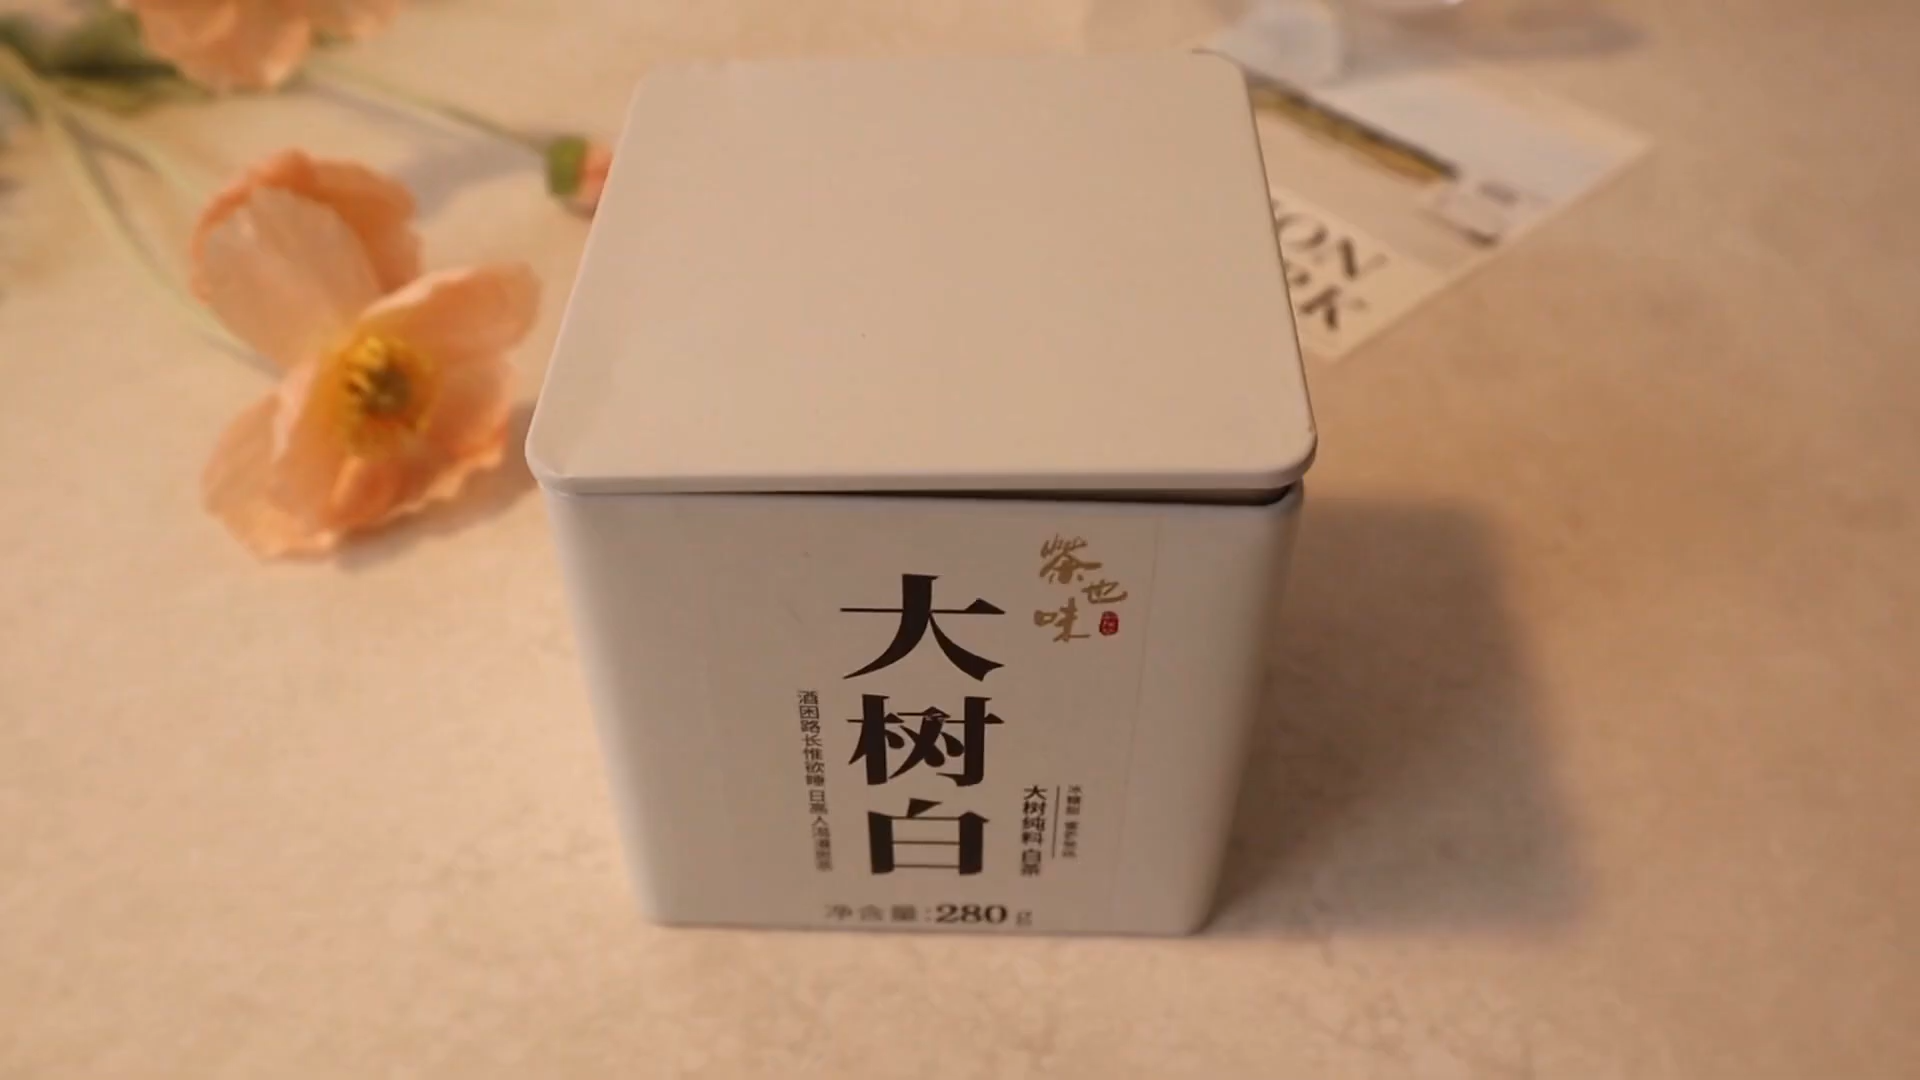 茶也味
大树白
酒困路长惟欲睡 日高人渴漫思茶
大树纯料 白茶
净含量:280g
ON